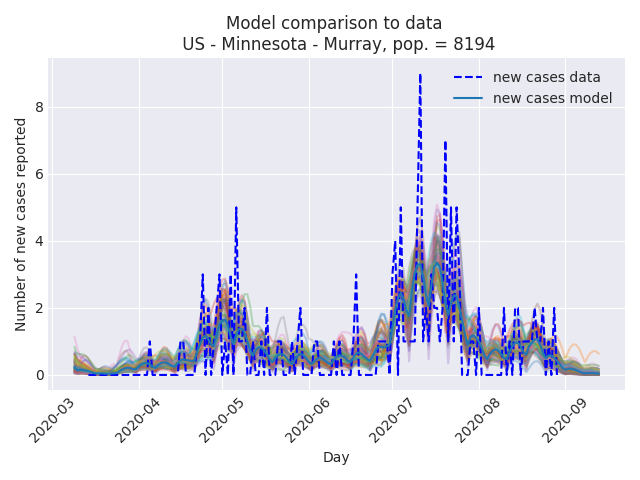 Model comparison to data
US - Minnesota - Murray, pop. = 8194
new cases data
new cases model
Number of new cases reported
8
6
4
2
0
2020-03
2020-04
2020-05
2020-06
2020-07
2020-08
2020-09
Day